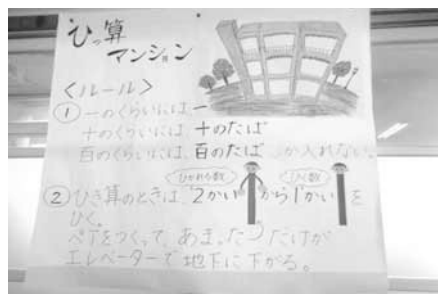 ひっ算
マンション
<ルール>
①一のくらいには、一
十のくらいには、十のたば
百のくらいには、百のたばしか入れない。
ひかれる数 ひく数
②ひき算のときは、2かいから1かいを
ひく。
ペアをつくって、あまったつだけが
エレベーターで地下に下がる。